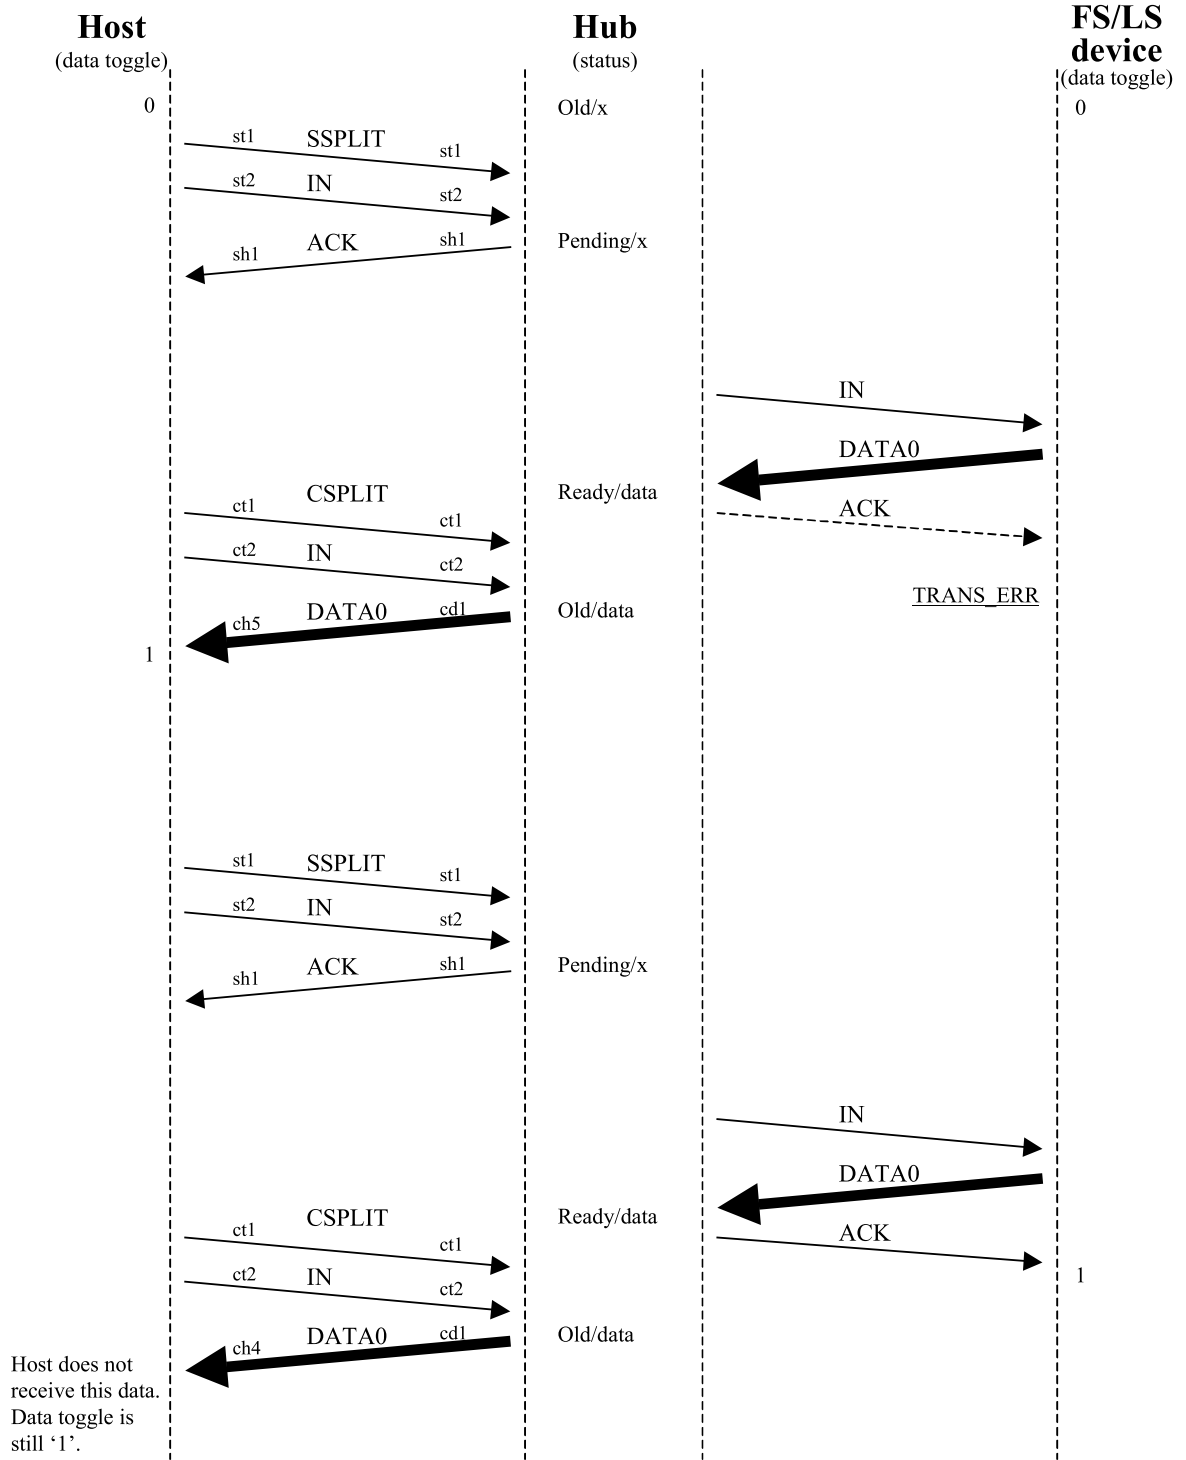 Host
(data toggle)
Hub
(status)
FS/LS
device
(data toggle)
0
Old/x
0
st1 SSPLIT st1
st2 IN st2
ACK sh1 Pending/x
sh1
IN
DATA0
CSPLIT Ready/data
ct1 ct1 ACK
ct2 IN ct2
TRANS_ERR
DATA0 cd1 Old/data
ch5
1
st1 SSPLIT st1
st2 IN st2
ACK sh1 Pending/x
sh1
IN
DATA0
CSPLIT Ready/data
ct1 ct1 ACK
ct2 IN ct2
1
DATA0 cd1 Old/data
ch4
Host does not
receive this data.
Data toggle is
still ‘1’.